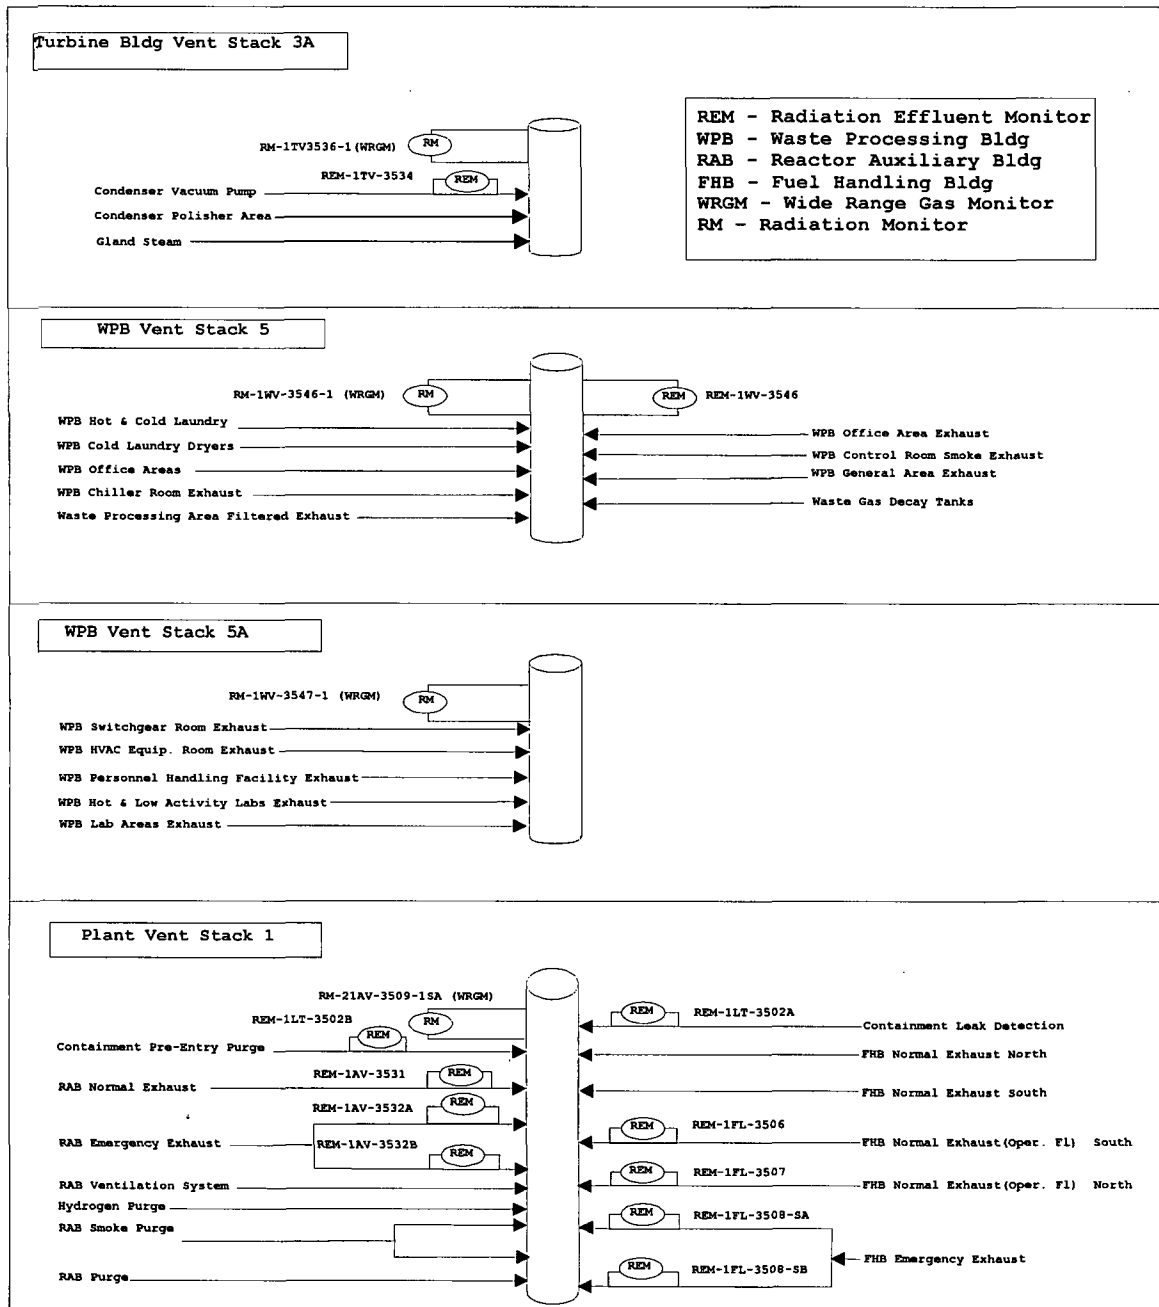 Turbine Bldg Vent Stack 3A
REM - Radiation Effluent Monitor
WPB - Waste Processing Bldg
RAB - Reactor Auxiliary Bldg
FHB - Fuel Handling Bldg
WRGM - Wide Range Gas Monitor
RM - Radiation Monitor
RM-1TV3536-1(WRGM)
RM
REM-1TV-3534
REM
Condenser Vacuum Pump
Condenser Polisher Area
Gland Steam
WPB Vent Stack 5
RM-1WV-3546-1 (WRGM)
RM
REM
REM-1WV-3546
WPB Hot & Cold Laundry
WPB Cold Laundry Dryers
WPB Office Areas
WPB Chiller Room Exhaust
Waste Processing Area Filtered Exhaust
WPB Office Area Exhaust
WPB Control Room Smoke Exhaust
WPB General Area Exhaust
Waste Gas Decay Tanks
WPB Vent Stack 5A
RM-1WV-3547-1 (WRGM)
RM
WPB Switchgear Room Exhaust
WPB HVAC Equip. Room Exhaust
WPB Personnel Handling Facility Exhaust
WPB Hot & Low Activity Labs Exhaust
WPB Lab Areas Exhaust
Plant Vent Stack 1
RM-21AV-3509-1SA (WRGM)
RM
REM-1LT-3502B
REM
Containment Pre-Entry Purge
REM-1AV-3531
REM
RAB Normal Exhaust
REM-1AV-3532A
REM
RAB Emergency Exhaust
REM-1AV-3532B
REM
RAB Ventilation System
Hydrogen Purge
RAB Smoke Purge
RAB Purge
REM
REM-1LT-3502A
Containment Leak Detection
FHB Normal Exhaust North
FHB Normal Exhaust South
REM
REM-1FL-3506
FHB Normal Exhaust(Oper. Fl) South
REM
REM-1FL-3507
FHB Normal Exhaust(Oper. Fl) North
REM
REM-1FL-3508-SA
FHB Emergency Exhaust
REM
REM-1FL-3508-SB